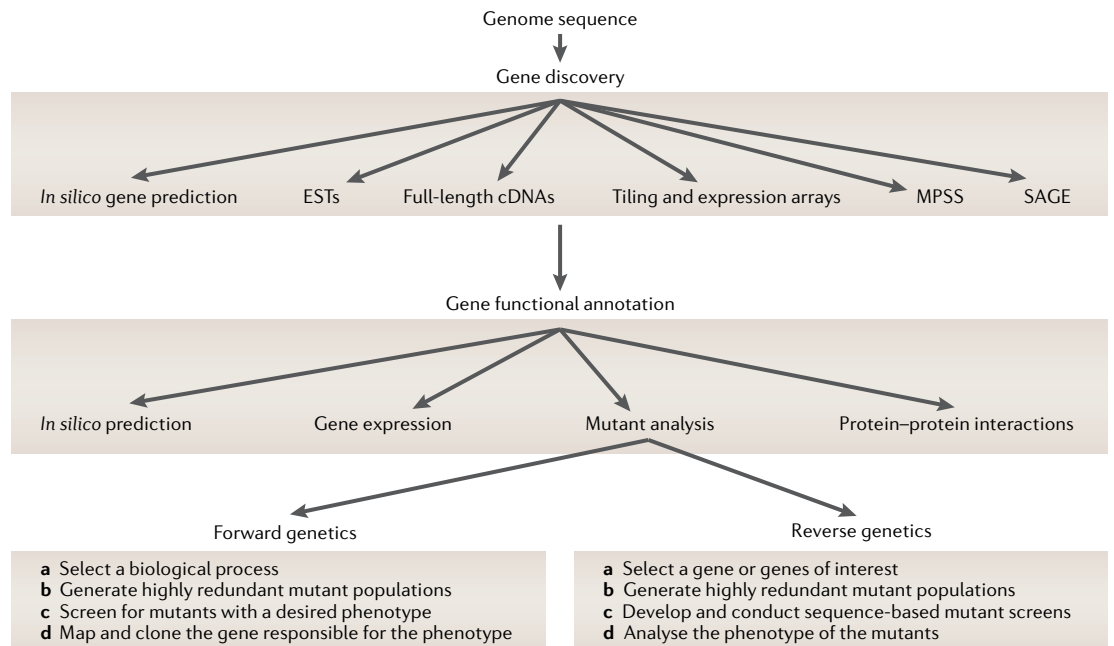 Genome sequence
Gene discovery
In silico gene prediction
ESTs
Full-length cDNAs
Tiling and expression arrays
MPSS
SAGE
Gene functional annotation
In silico prediction
Gene expression
Mutant analysis
Protein–protein interactions
Forward genetics
a Select a biological process
b Generate highly redundant mutant populations
c Screen for mutants with a desired phenotype
d Map and clone the gene responsible for the phenotype
Reverse genetics
a Select a gene or genes of interest
b Generate highly redundant mutant populations
c Develop and conduct sequence-based mutant screens
d Analyse the phenotype of the mutants